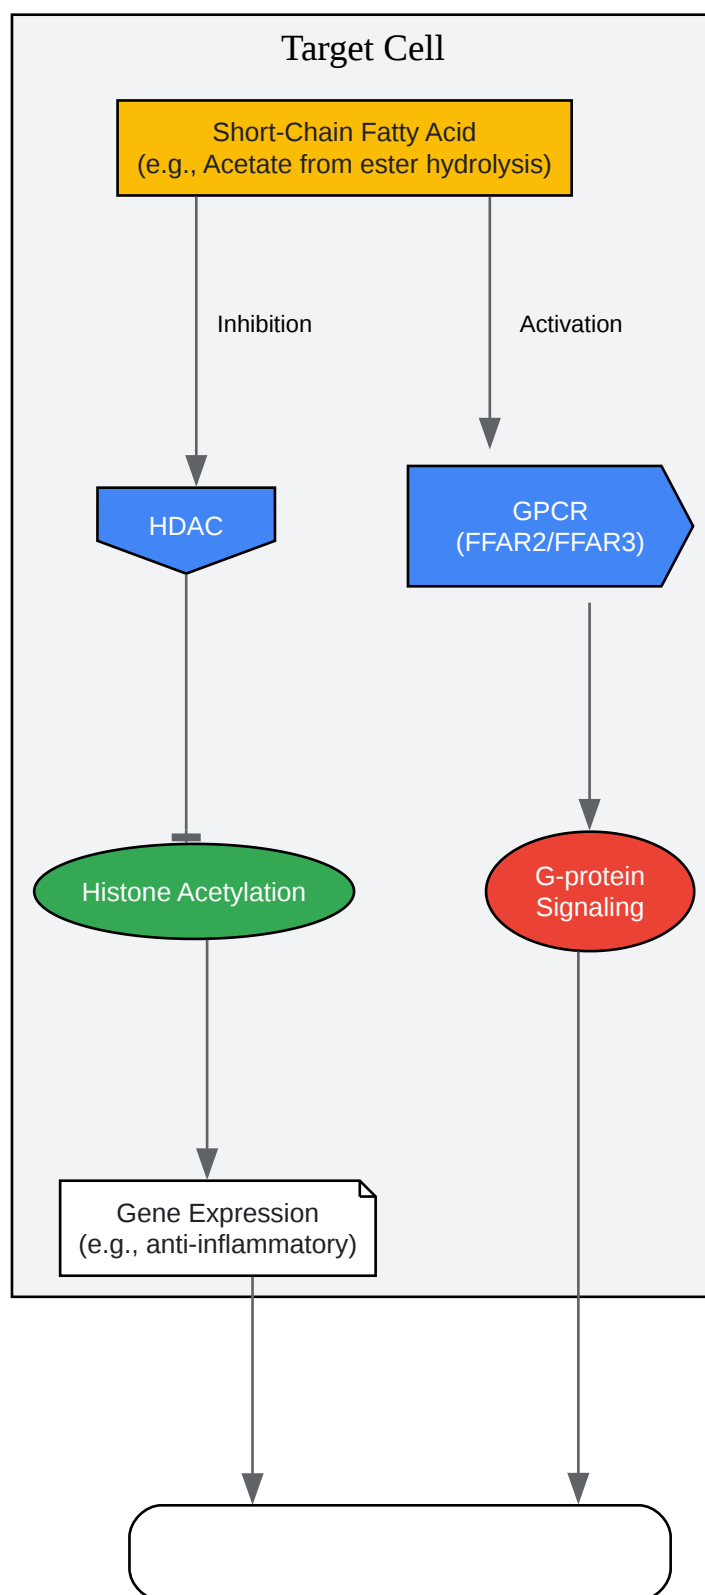 Target Cell
Short-Chain Fatty Acid
(e.g., Acetate from ester hydrolysis)
Inhibition
Activation
HDAC
GPCR
(FFAR2/FFAR3)
Histone Acetylation
G-protein
Signaling
Gene Expression
(e.g., anti-inflammatory)